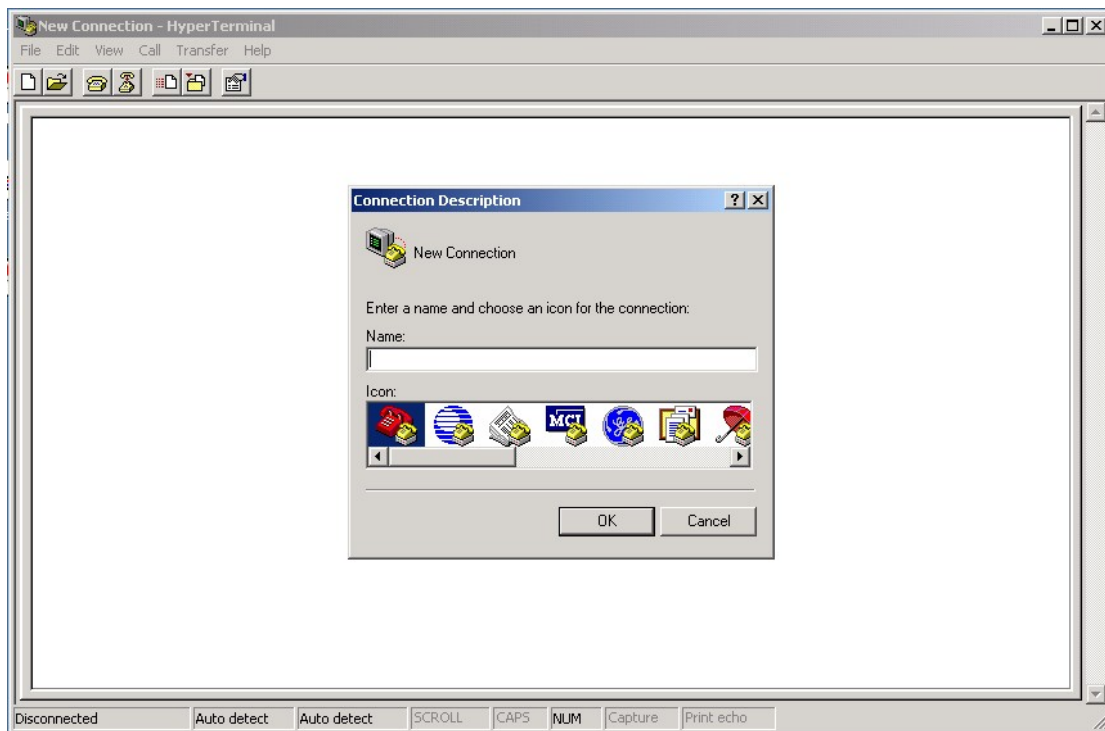 New Connection - HyperTerminal
File Edit View Call Transfer Help
Connection Description
New Connection
Enter a name and choose an icon for the connection:
Name:
Icon:
MCI
OK Cancel
Disconnected Auto detect Auto detect SCROLL CAPS NUM Capture Print echo